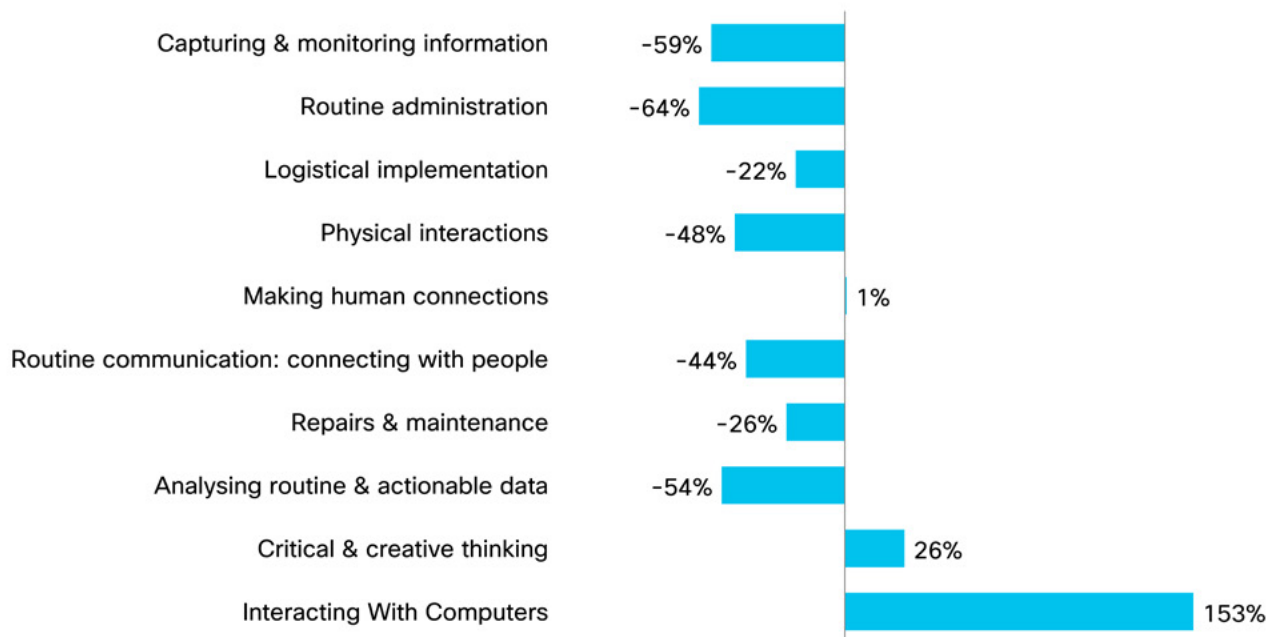 Capturing & monitoring information -59%
Routine administration -64%
Logistical implementation -22%
Physical interactions -48%
Making human connections 1%
Routine communication: connecting with people -44%
Repairs & maintenance -26%
Analysing routine & actionable data -54%
Critical & creative thinking 26%
Interacting With Computers 153%